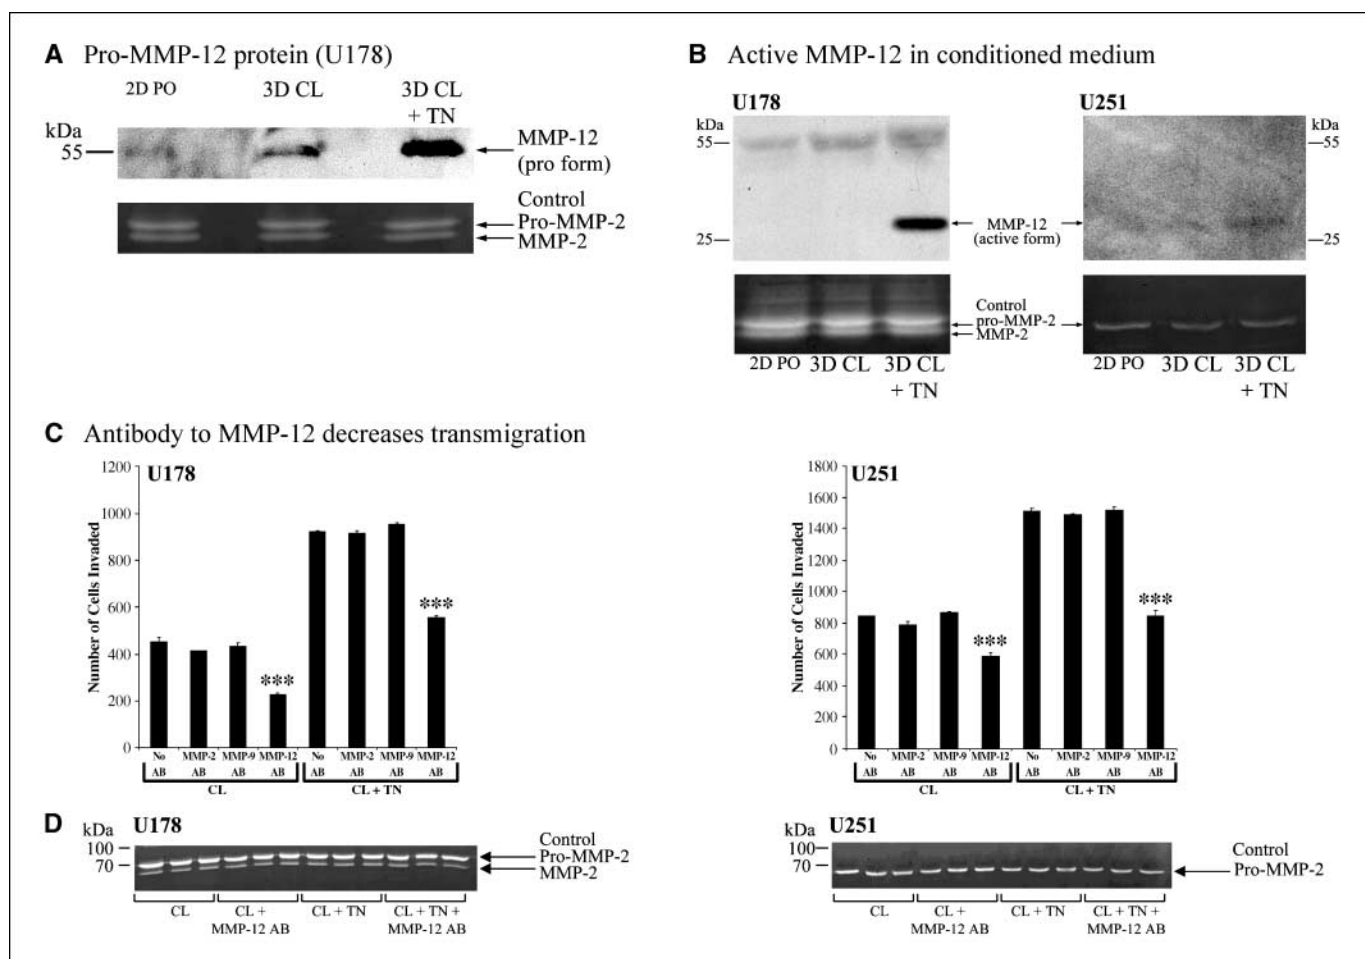 A Pro-MMP-12 protein (U178)
2D PO 3D CL 3D CL
+ TN
kDa
55
MMP-12
(pro form)
Control
Pro-MMP-2
MMP-2
B Active MMP-12 in conditioned medium
U178 U251
kDa kDa
55 55
MMP-12
(active form)
25 25
Control
pro-MMP-2
MMP-2
2D PO 3D CL 3D CL
+ TN
2D PO 3D CL 3D CL
+ TN
C Antibody to MMP-12 decreases transmigration
U178
Number of Cells Invaded
1200
1000
800
600
400
200
0
***
***
No MMP-2 MMP-9 MMP-12 No MMP-2 MMP-9 MMP-12
AB AB AB AB AB AB AB AB
CL CL + TN
U251
Number of Cells Invaded
1800
1600
1400
1200
1000
800
600
400
200
0
***
***
No MMP-2 MMP-9 MMP-12 No MMP-2 MMP-9 MMP-12
AB AB AB AB AB AB AB AB
CL CL + TN
D U178
kDa
100
70
Control
Pro-MMP-2
MMP-2
CL CL + CL + TN CL + TN +
MMP-12 AB MMP-12 AB
U251
kDa
100
70
Control
Pro-MMP-2
CL CL + CL + TN CL + TN +
MMP-12 AB MMP-12 AB